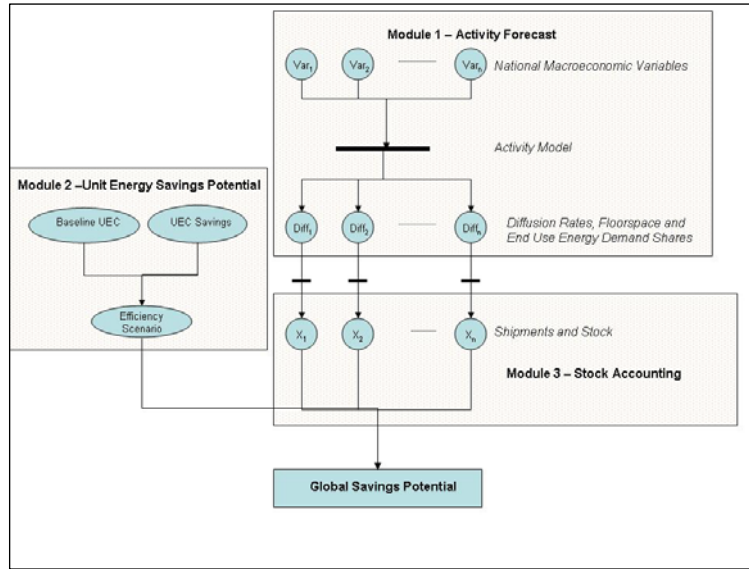 Module 1 – Activity Forecast
Var1 Var2 Varn National Macroeconomic Variables
Activity Model
Diff1 Diff2 Diffn Diffusion Rates, Floorspace and
End Use Energy Demand Shares
Module 2 –Unit Energy Savings Potential
Baseline UEC UEC Savings
Efficiency
Scenario
X1 X2 Xn Shipments and Stock
Module 3 – Stock Accounting
Global Savings Potential